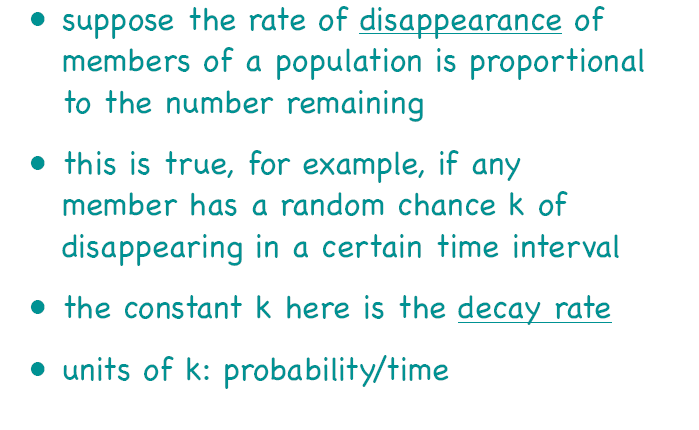 • suppose the rate of disappearance of
members of a population is proportional
to the number remaining
• this is true, for example, if any
member has a random chance k of
disappearing in a certain time interval
• the constant k here is the decay rate
• units of k: probability/time